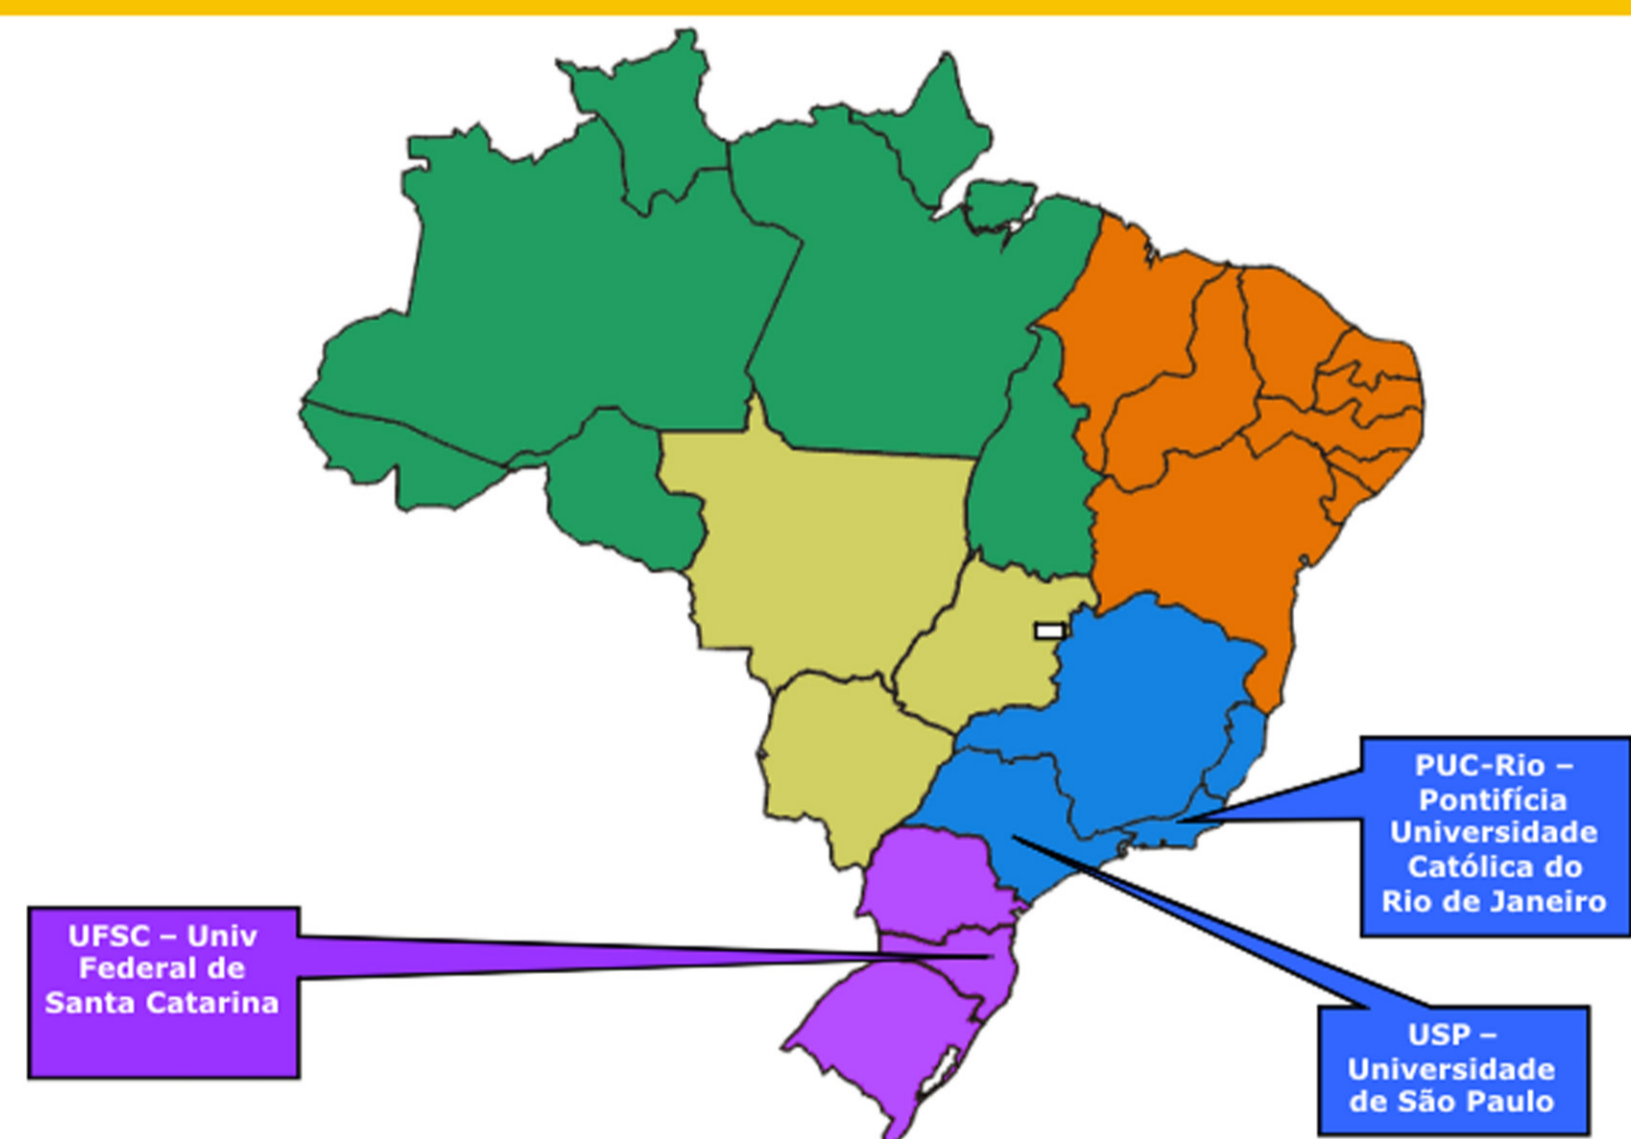 PUC-Rio –
Pontifícia
Universidade
Católica do
Rio de Janeiro
UFSC – Univ
Federal de
Santa Catarina
USP –
Universidade
de São Paulo